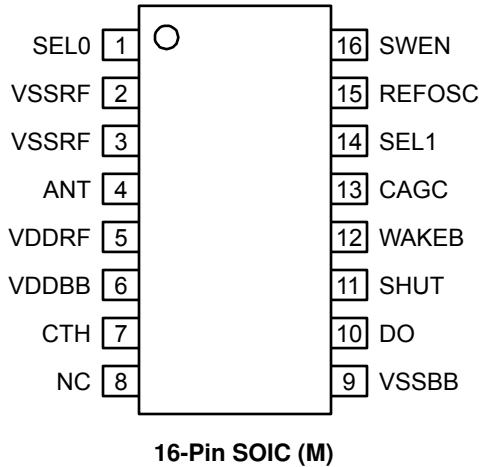 SEL0 1 16 SWEN
VSSRF 2 15 REFOSC
VSSRF 3 14 SEL1
ANT 4 13 CAGC
VDDRF 5 12 WAKEB
VDDBB 6 11 SHUT
CTH 7 10 DO
NC 8 9 VSSBB
16-Pin SOIC (M)